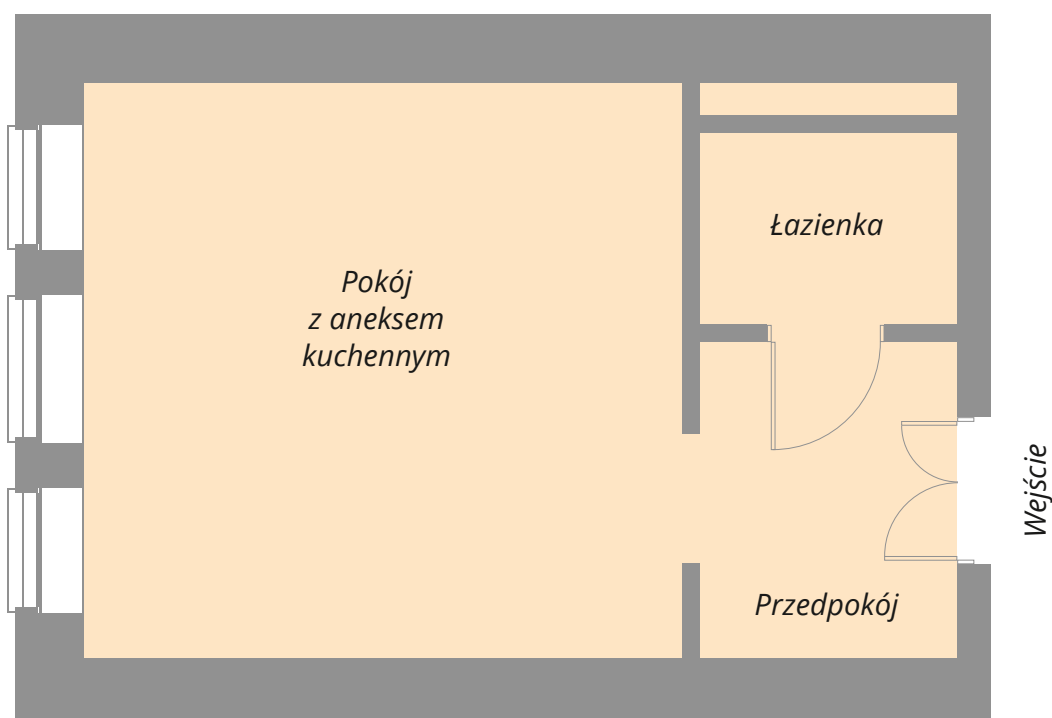 Łazienka
Pokój
z aneksem
kuchennym
Wejście
Przedpokój